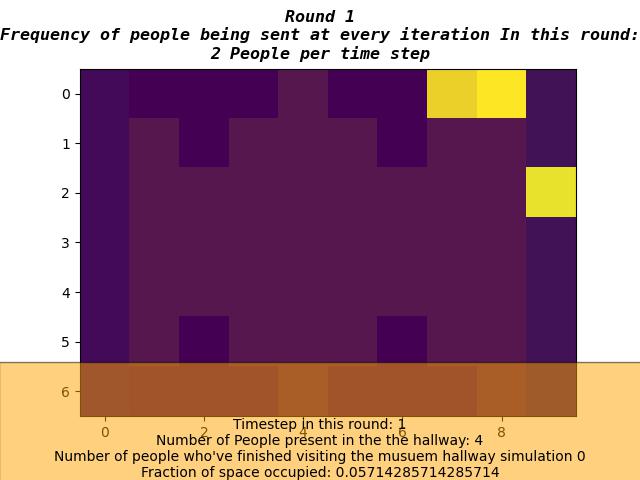 Round 1
Frequency of people being sent at every iteration In this round:
2 People per time step
0
1
2
3
4
5
6
0 2 4 6 8
Timestep in this round: 1
Number of People present in the the hallway: 4
Number of people who've finished visiting the musuem hallway simulation 0
Fraction of space occupied: 0.05714285714285714